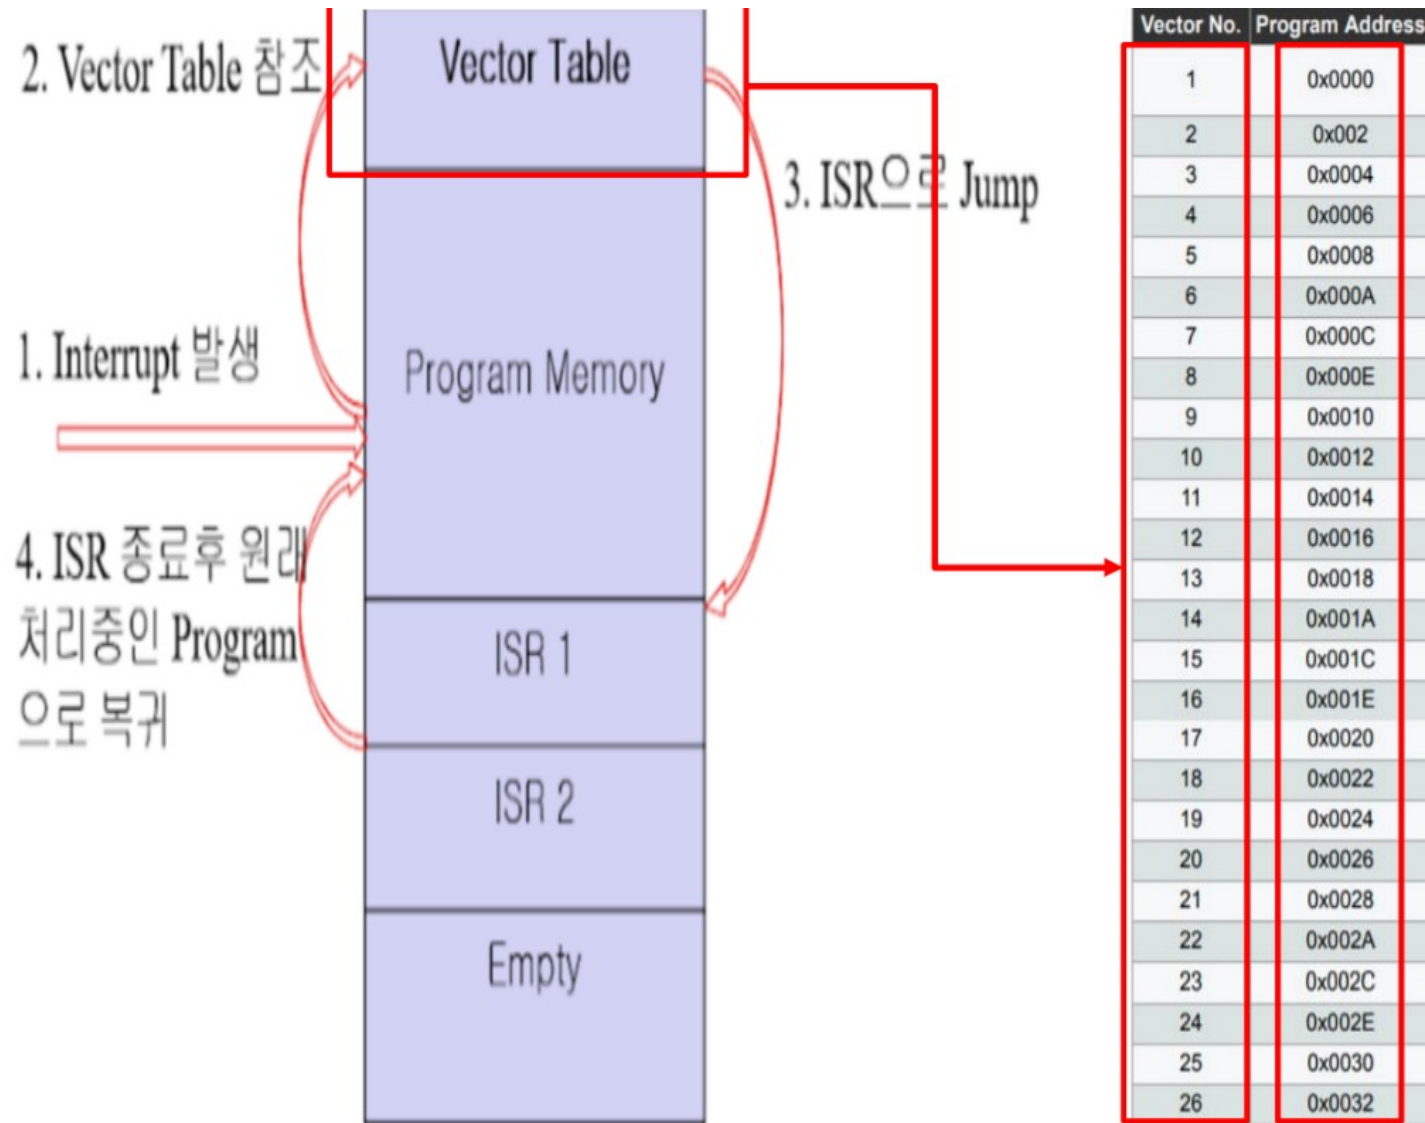 2. Vector Table 참조
Vector Table
3. ISR으로 Jump
1. Interrupt 발생
Program Memory
4. ISR 종료후 원래
처리중인 Program
으로 복귀
ISR 1
ISR 2
Empty
Vector No. Program Address
1 0x0000
2 0x002
3 0x0004
4 0x0006
5 0x0008
6 0x000A
7 0x000C
8 0x000E
9 0x0010
10 0x0012
11 0x0014
12 0x0016
13 0x0018
14 0x001A
15 0x001C
16 0x001E
17 0x0020
18 0x0022
19 0x0024
20 0x0026
21 0x0028
22 0x002A
23 0x002C
24 0x002E
25 0x0030
26 0x0032